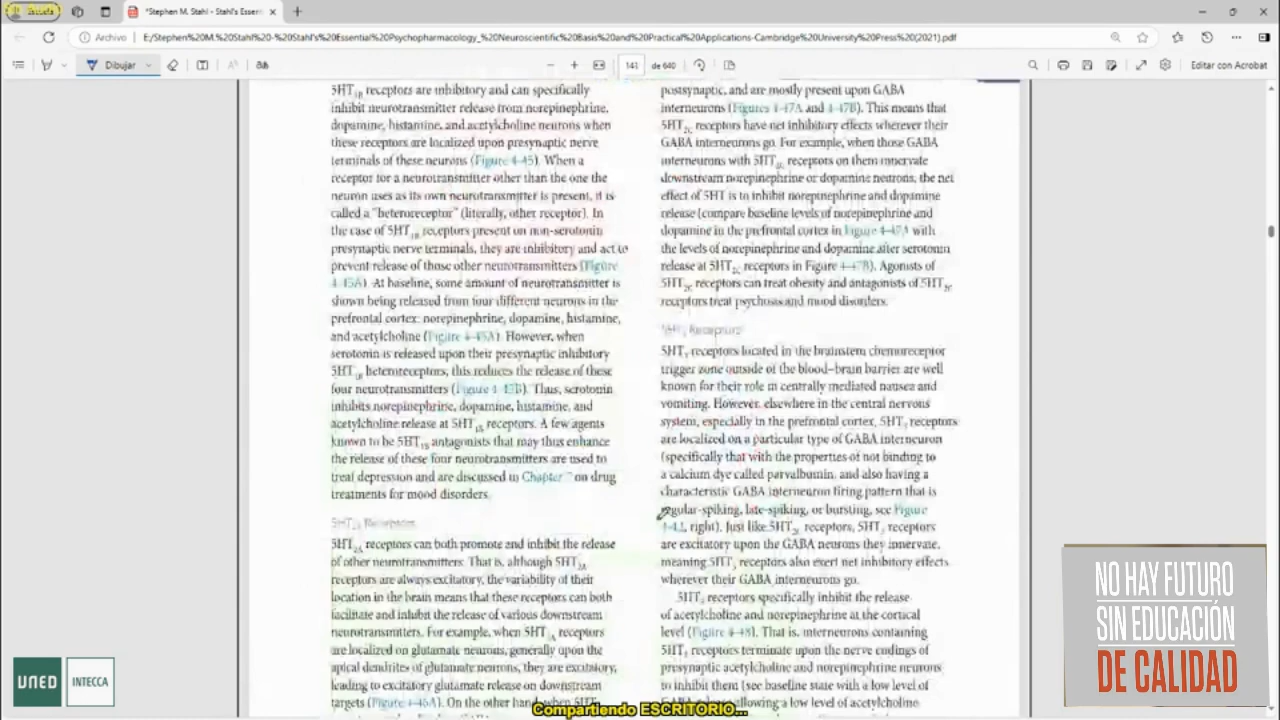 Escuela
*Stephen M. Stahl - Stahl's Essen
Archivo
E:/Stephen%20M.%20Stahl%20-%20Stahl's%20Essential%20Psychopharmacology_%20Neuroscientific%20Basis%20and%20Practical%20Applications-Cambridge%20University%20Press%20(2021).pdf
Dibujar
141
de 640
Editar con Acrobat
5HT1B receptors are inhibitory and can specifically
inhibit neurotransmitter release from norepinephrine,
dopamine, histamine, and acetylcholine neurons when
these receptors are localized upon presynaptic nerve
terminals of these neurons (Figure 4-45). When a
receptor for a neurotransmitter other than the one the
neuron uses as its own neurotransmitter is present, it is
called a "heteroreceptor" (literally, other receptor). In
the case of 5HT1B receptors present on non-serotonin
presynaptic nerve terminals, they are inhibitory and act to
prevent release of those other neurotransmitters (Figure
4-45A). At baseline, some amount of neurotransmitter is
shown being released from four different neurons in the
prefrontal cortex: norepinephrine, dopamine, histamine,
and acetylcholine (Figure 4-45A). However, when
serotonin is released upon their presynaptic inhibitory
5HT1B heteroreceptors, this reduces the release of these
four neurotransmitters (Figure 4-45B). Thus, serotonin
inhibits norepinephrine, dopamine, histamine, and
acetylcholine release at 5HT1B receptors. A few agents
known to be 5HT1B antagonists that may thus enhance
the release of these four neurotransmitters are used to
treat depression and are discussed in Chapter 7 on drug
treatments for mood disorders.
5HT2A Receptors
5HT2A receptors can both promote and inhibit the release
of other neurotransmitters. That is, although 5HT2A
receptors are always excitatory, the variability of their
location in the brain means that these receptors can both
facilitate and inhibit the release of various downstream
neurotransmitters. For example, when 5HT2A receptors
are localized on glutamate neurons, generally upon the
apical dendrites of glutamate neurons, they are excitatory,
leading to excitatory glutamate release on downstream
targets (Figure 4-46A). On the other hand, when 5HT
postsynaptic, and are mostly present upon GABA
interneurons (Figures 4-47A and 4-47B). This means that
5HT2C receptors have net inhibitory effects wherever their
GABA interneurons go. For example, when those GABA
interneurons with 5HT2C receptors on them innervate
downstream norepinephrine or dopamine neurons, the net
effect of 5HT is to inhibit norepinephrine and dopamine
release (compare baseline levels of norepinephrine and
dopamine in the prefrontal cortex in Figure 4-47A with
the levels of norepinephrine and dopamine after serotonin
release at 5HT2C receptors in Figure 4-47B). Agonists of
5HT2C receptors can treat obesity and antagonists of 5HT2C
receptors treat psychosis and mood disorders.
5HT3 Receptors
5HT3 receptors located in the brainstem chemoreceptor
trigger zone outside of the blood–brain barrier are well
known for their role in centrally mediated nausea and
vomiting. However, elsewhere in the central nervous
system, especially in the prefrontal cortex, 5HT3 receptors
are localized on a particular type of GABA interneuron
(specifically that with the properties of not binding to
a calcium dye called parvalbumin, and also having a
characteristic GABA interneuron firing pattern that is
regular-spiking, late-spiking, or bursting, see Figure
right). Just like 5HT2C receptors, 5HT3 receptors
are excitatory upon the GABA neurons they innervate,
meaning 5HT3 receptors also exert net inhibitory effects
wherever their GABA interneurons go.
5HT3 receptors specifically inhibit the release
of acetylcholine and norepinephrine at the cortical
level (Figure 4-48). That is, interneurons containing
5HT3 receptors terminate upon the nerve endings of
presynaptic acetylcholine and norepinephrine neurons
to inhibit them (see baseline state with a low level of
allowing a low level of acetylcholine
NO HAY FUTURO
SIN EDUCACIÓN
DE CALIDAD
UNED
INTECCA
Compartiendo ESCRITORIO...